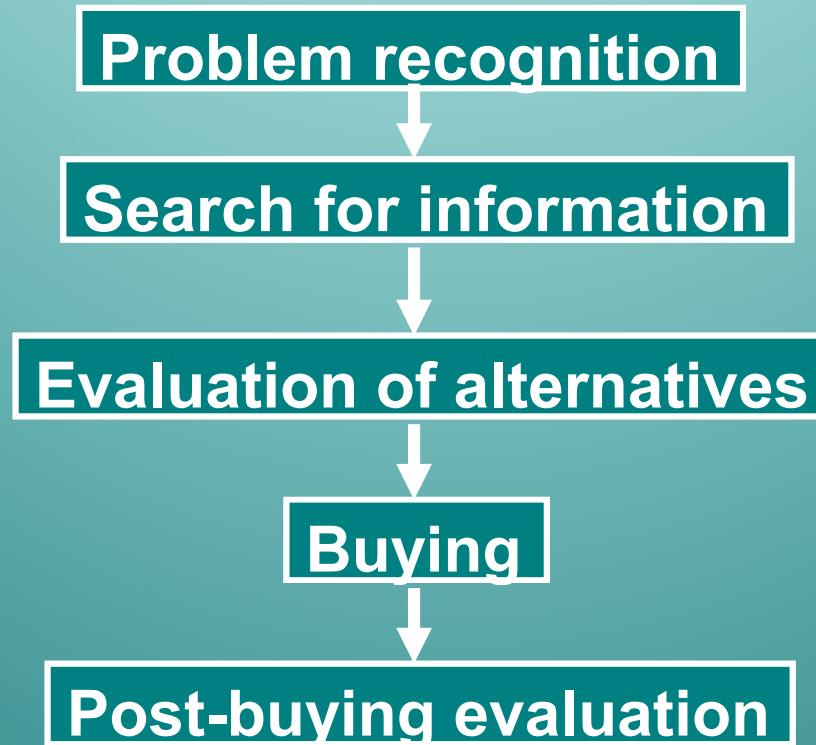 Problem recognition
Search for information
Evaluation of alternatives
Buying
Post-buying evaluation